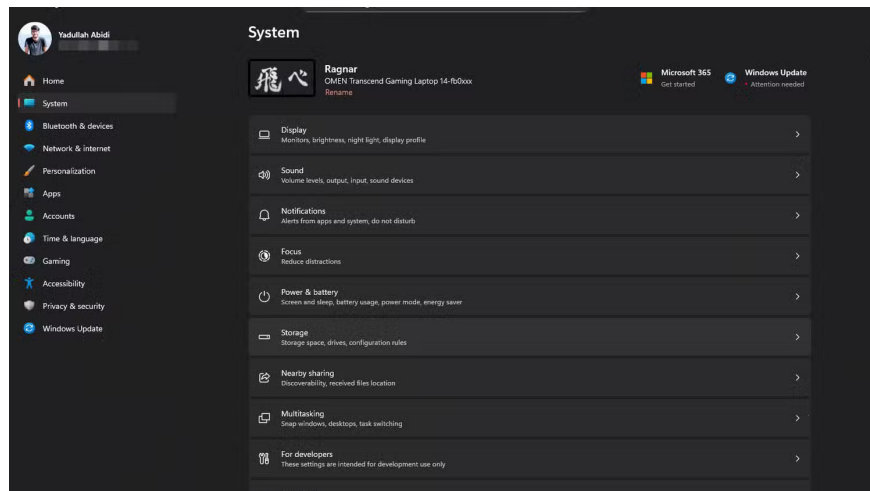 Yadullah Abidi
Home
System
Bluetooth & devices
Network & internet
Personalization
Apps
Accounts
Time & language
Gaming
Accessibility
Privacy & security
Windows Update
System
飛べ
Ragnar
OMEN Transcend Gaming Laptop 14-fb0xxx
Rename
Microsoft 365
Get started
Windows Update
• Attention needed
Display
Monitors, brightness, night light, display profile
Sound
Volume levels, output, input, sound devices
Notifications
Alerts from apps and system, do not disturb
Focus
Reduce distractions
Power & battery
Screen and sleep, battery usage, power mode, energy saver
Storage
Storage space, drives, configuration rules
Nearby sharing
Discoverability, received files location
Multitasking
Snap windows, desktops, task switching
For developers
These settings are intended for development use only